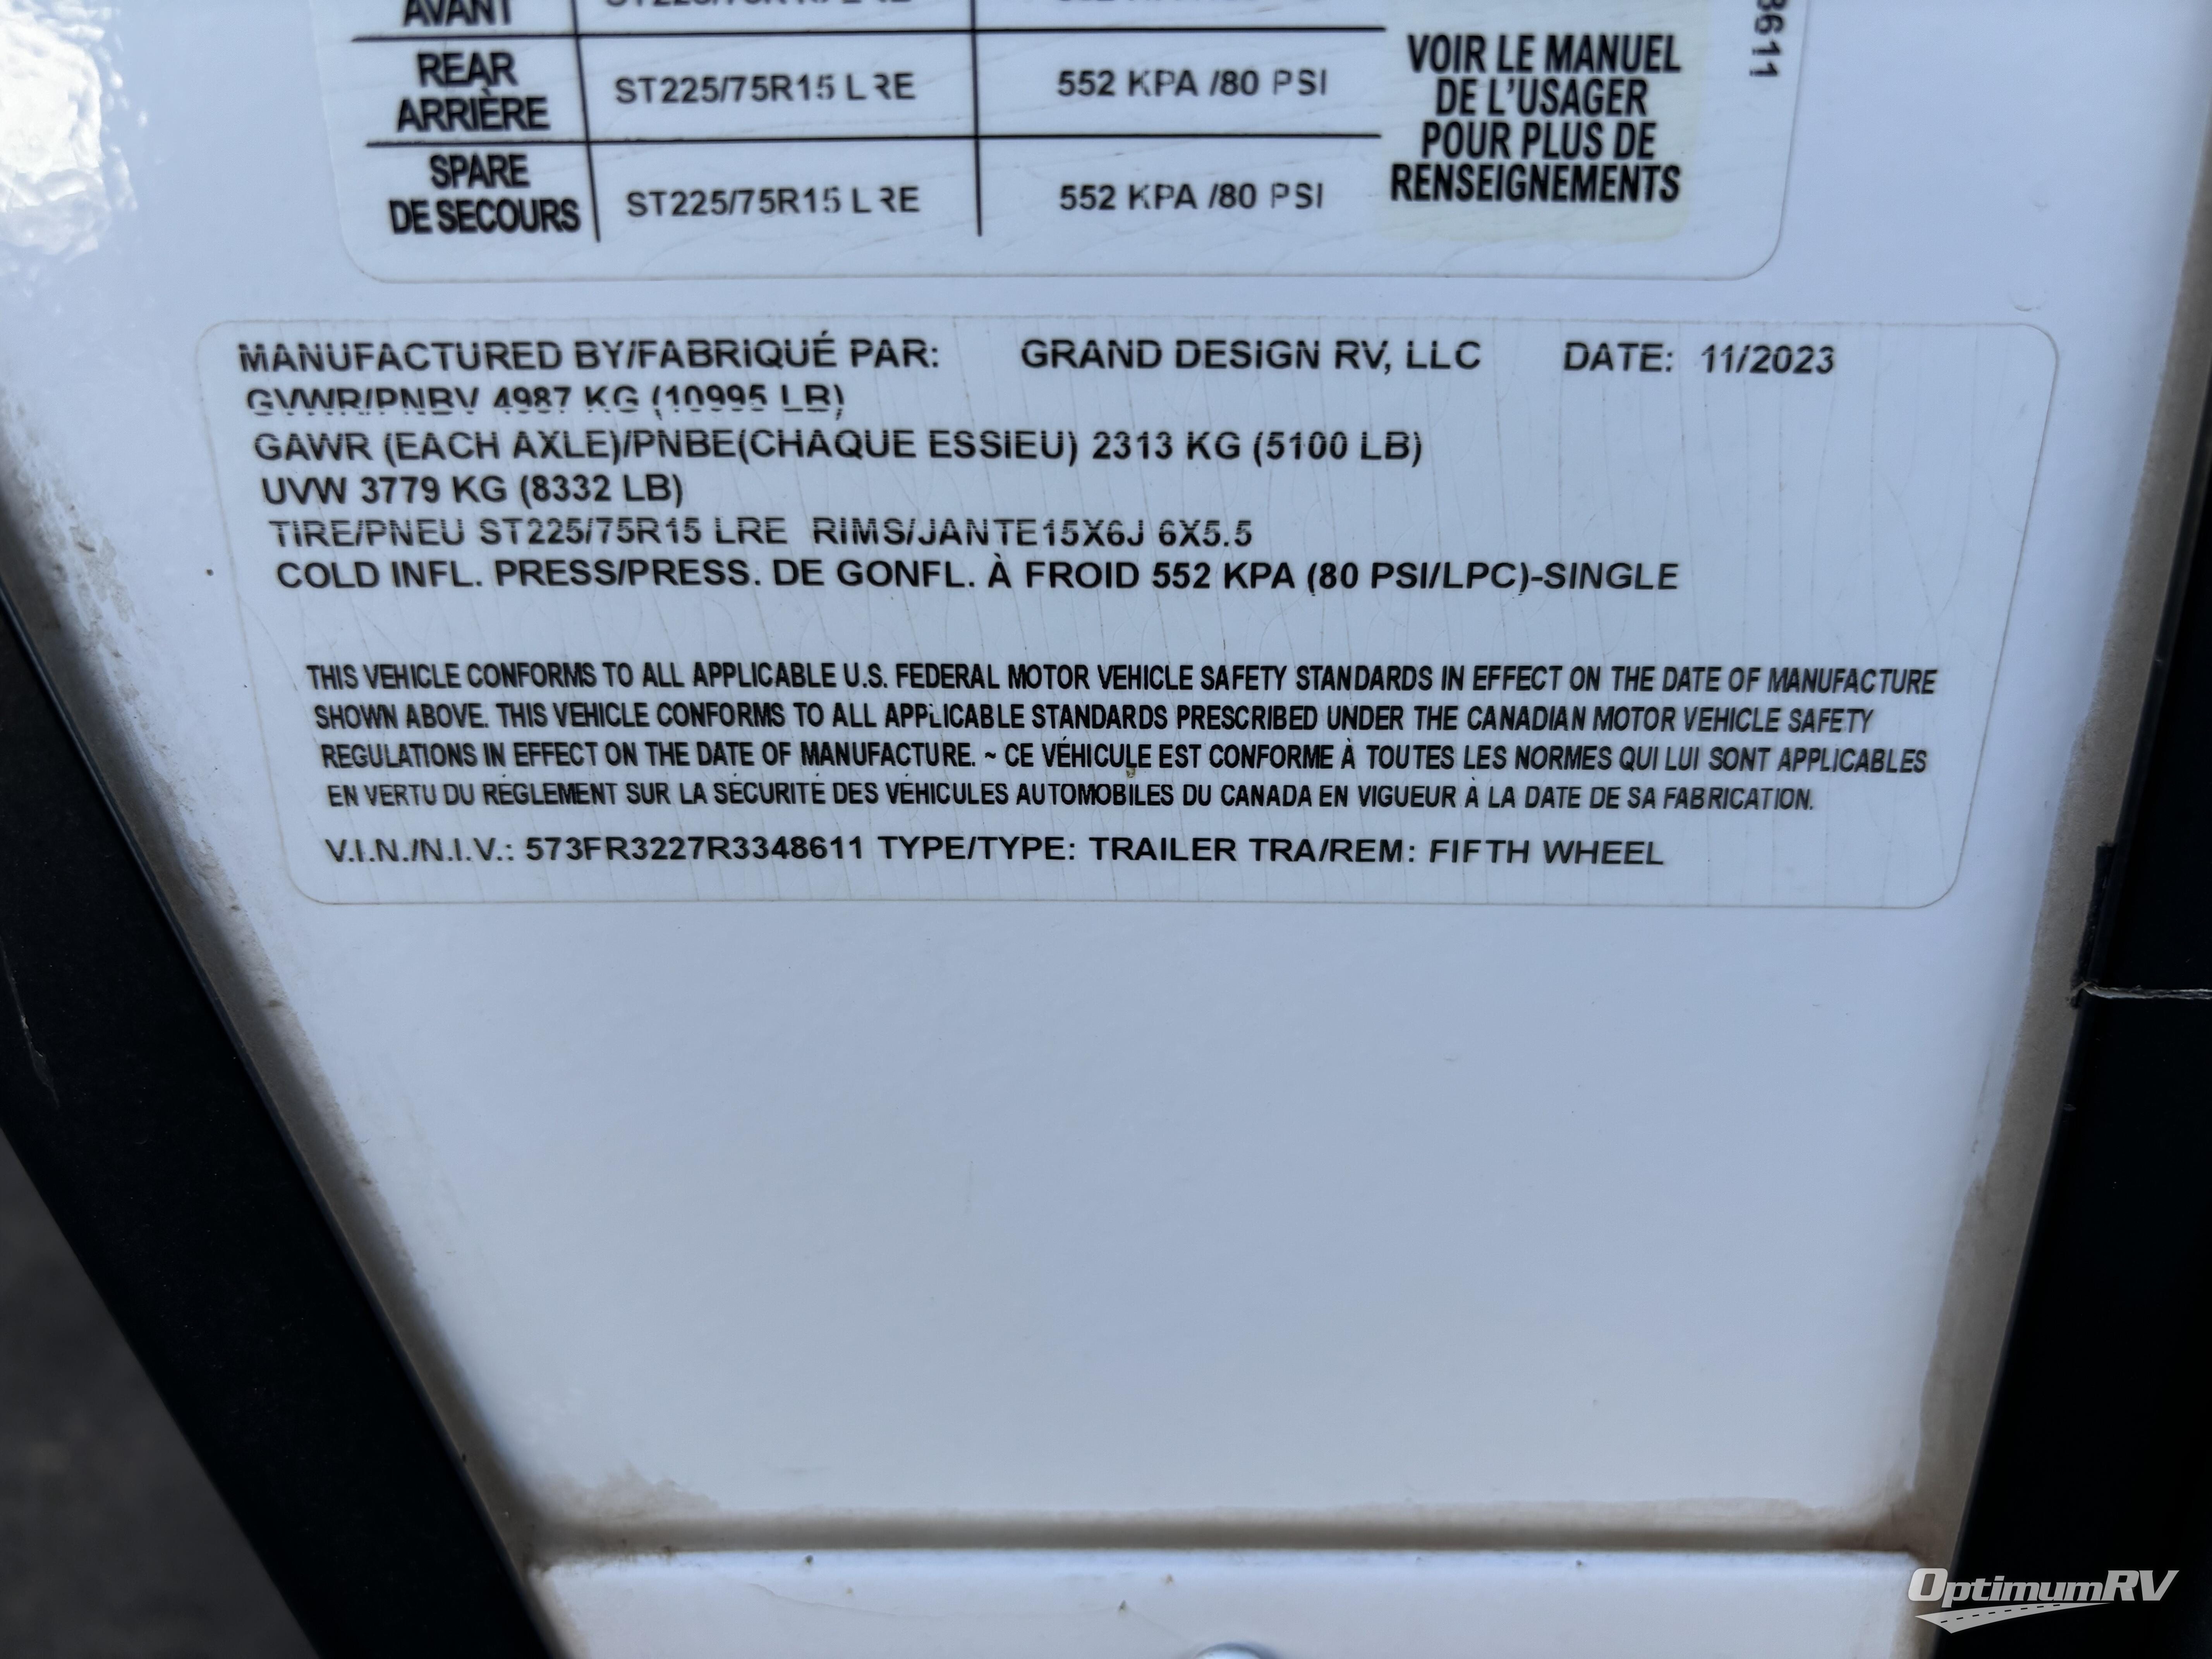 AVANT
REAR
ARRIÈRE
ST225/75R15 LRE
552 KPA /80 PSI
SPARE
DE SECOURS
ST225/75R15 LRE
552 KPA /80 PSI
VOIR LE MANUEL
DE L'USAGER
POUR PLUS DE
RENSEIGNEMENTS
8611
MANUFACTURED BY/FABRIQUÉ PAR: GRAND DESIGN RV, LLC DATE: 11/2023
GVWR/PNBV 4987 KG (10995 LB)
GAWR (EACH AXLE)/PNBE(CHAQUE ESSIEU) 2313 KG (5100 LB)
UVW 3779 KG (8332 LB)
TIRE/PNEU ST225/75R15 LRE RIMS/JANTE15X6J 6X5.5
COLD INFL. PRESS/PRESS. DE GONFL. À FROID 552 KPA (80 PSI/LPC)-SINGLE
THIS VEHICLE CONFORMS TO ALL APPLICABLE U.S. FEDERAL MOTOR VEHICLE SAFETY STANDARDS IN EFFECT ON THE DATE OF MANUFACTURE
SHOWN ABOVE. THIS VEHICLE CONFORMS TO ALL APPLICABLE STANDARDS PRESCRIBED UNDER THE CANADIAN MOTOR VEHICLE SAFETY
REGULATIONS IN EFFECT ON THE DATE OF MANUFACTURE. ~ CE VÉHICULE EST CONFORME À TOUTES LES NORMES QUI LUI SONT APPLICABLES
EN VERTU DU RÉGLEMENT SUR LA SÉCURITÉ DES VÉHICULES AUTOMOBILES DU CANADA EN VIGUEUR À LA DATE DE SA FABRICATION.
V.I.N./N.I.V.: 573FR3227R3348611 TYPE/TYPE: TRAILER TRA/REM: FIFTH WHEEL
OptimumRV